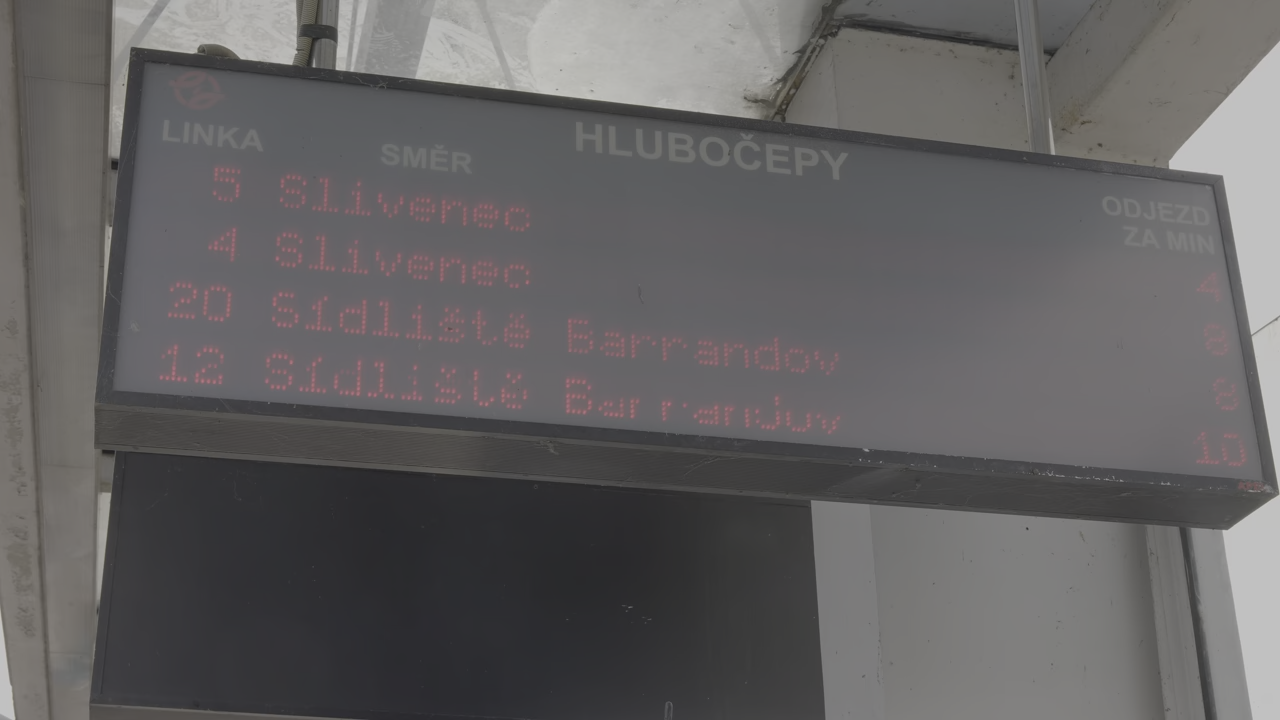 LINKA SMĚR HLUBOČEPY ODJEZD ZA MIN
5 Slivenec 4
4 Slivenec 8
20 Sídliště Barrandov 8
12 Sídliště Barrandov 10